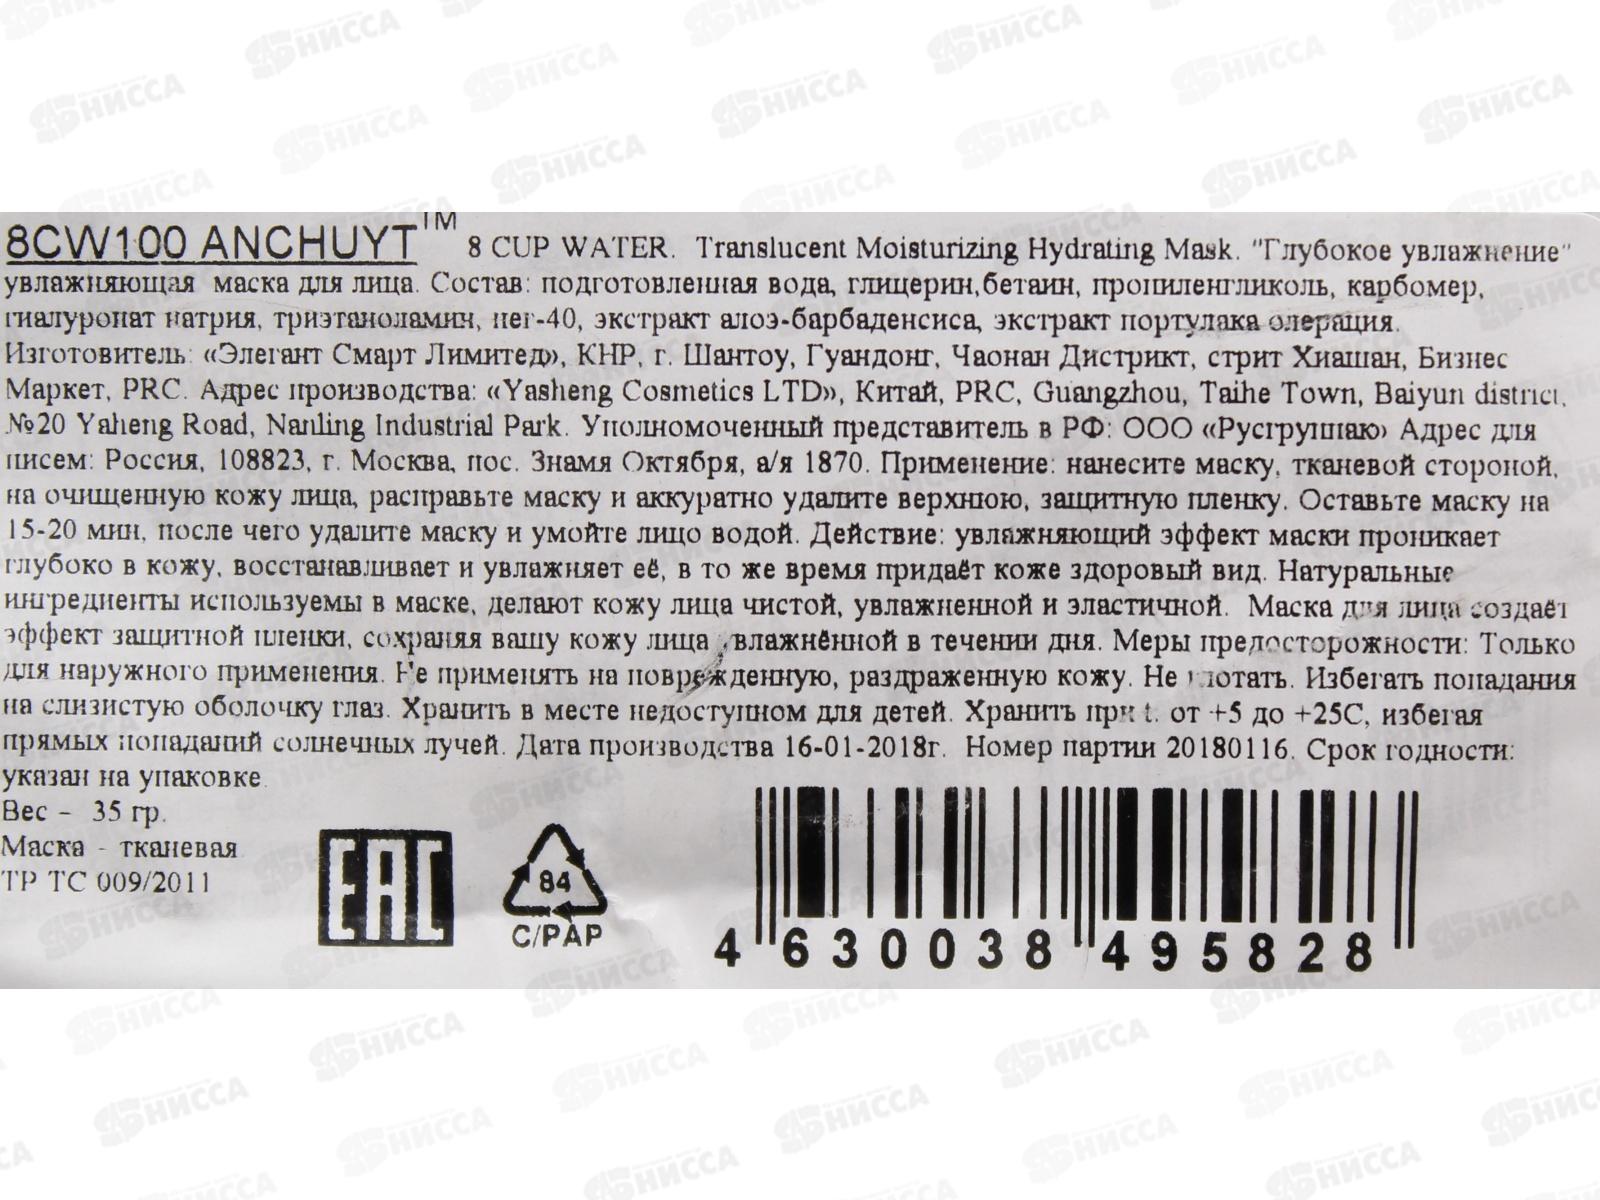 8CW100 ANCHUYT™ 8 CUP WATER. Translucent Moisturizing Hydrating Mask. "Глубокое увлажнение"
увлажняющая маска для лица. Состав: подготовленная вода, глицерин,бетаин, пропиленгликоль, карбомер,
гиалуронат натрия, триэтаноламин, пег-40, экстракт алоэ-барбаденсиса, экстракт портулака олерация.
Изготовитель: «Элегант Смарт Лимитед», КНР, г. Шантоу, Гуандонг, Чаонан Дистрикт, стрит Хиашан, Бизнес
Маркет, PRC. Адрес производства: «Yasheng Cosmetics LTD», Китай, PRC, Guangzhou, Taihe Town, Baiyun district,
№20 Yaheng Road, Nanling Industrial Park. Уполномоченный представитель в РФ: ООО Адрес для
писем: Россия, 108823, г. Москва, пос. Знамя Октября, а/я 1870. Применение: нанесите маску, тканевой стороной,
на очищенную кожу лица, расправьте маску и аккуратно удалите верхнюю, защитную пленку. Оставьте маску на
15-20 мин, после чего удалите маску и умойте лицо водой. Действие: увлажняющий эффект маски проникает
глубоко в кожу, восстанавливает и увлажняет её, в то же время придаёт коже здоровый вид. Натуральные
ингредиенты используемы в маске, делают кожу лица чистой, увлажненной и эластичной. Маска для лица создаёт
эффект защитной пленки, сохраняя вашу кожу лица увлажнённой в течении дня. Меры предосторожности: Только
для наружного применения. Не применять на поврежденную, раздраженную кожу. Не глотать. Избегать попадания
на слизистую оболочку глаз. Хранить в месте недоступном для детей. Хранить при t. от +5 до +25С, избегая
прямых попаданий солнечных лучей. Дата производства 16-01-2018г. Номер партии 20180116. Срок годности:
указан на упаковке.
Вес - 35 гр.
Маска - тканевая
ТР ТС 009/2011
EAC
84
C/PAP
4 630038 495828
НИССА